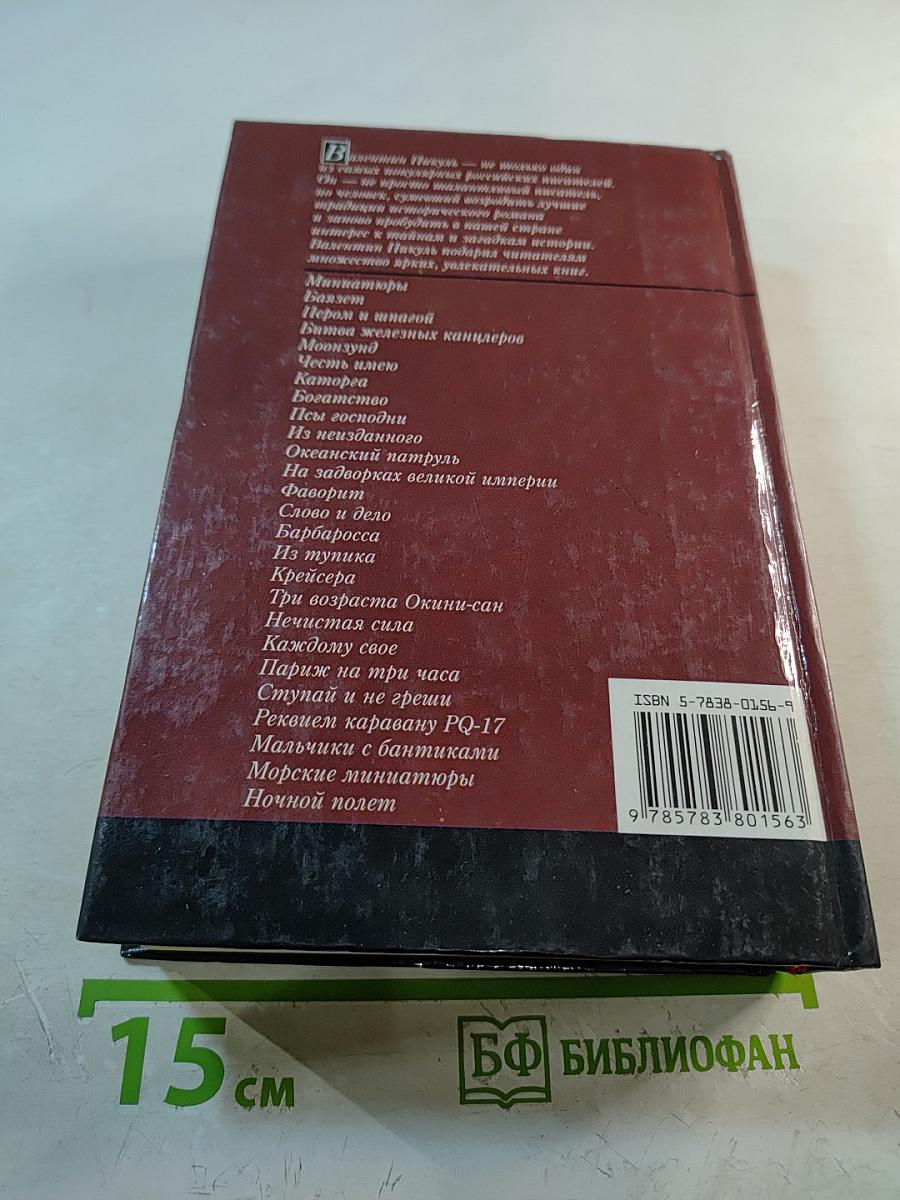 Валентин Пикуль — не только один
из самых популярных российских писателей.
Он — не просто талантливый писатель,
но человек, сумевший возродить лучшие
традиции исторического романа
и заново пробудить в нашей стране
интерес к тайнам и загадкам истории.
Валентин Пикуль подарил читателям
множество ярких, увлекательных книг.
Миниатюры
Баязет
Пером и шпагой
Битва железных канцлеров
Моонзунд
Честь имею
Каторга
Богатство
Псы господни
Из неизданного
Океанский патруль
На задворках великой империи
Фаворит
Слово и дело
Барбаросса
Из тупика
Крейсера
Три возраста Окини-сан
Нечистая сила
Каждому свое
Париж на три часа
Ступай и не греши
Реквием каравану PQ-17
Мальчики с бантиками
Морские миниатюры
Ночной полет
ISBN 5-7838-0156-9
9 785783 801563
15 см
БФ БИБЛИОФАН